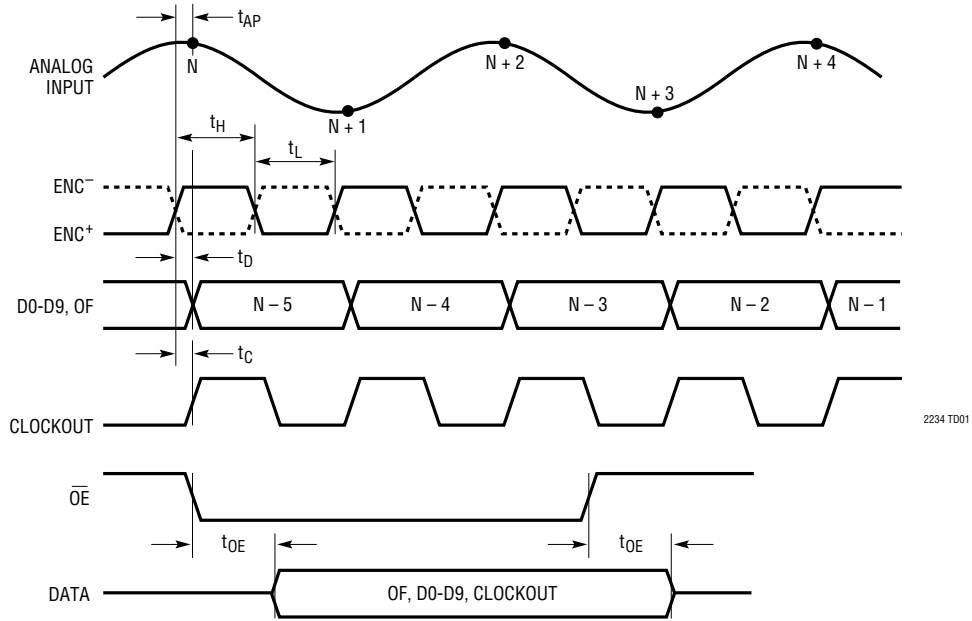 tAP
ANALOG
INPUT
N
N + 1
N + 2
N + 3
N + 4
tH
tL
ENC–
ENC+
tD
D0-D9, OF
N – 5
N – 4
N – 3
N – 2
N – 1
tC
CLOCKOUT
2234 TD01
O̅E̅
tOE
tOE
DATA
OF, D0-D9, CLOCKOUT